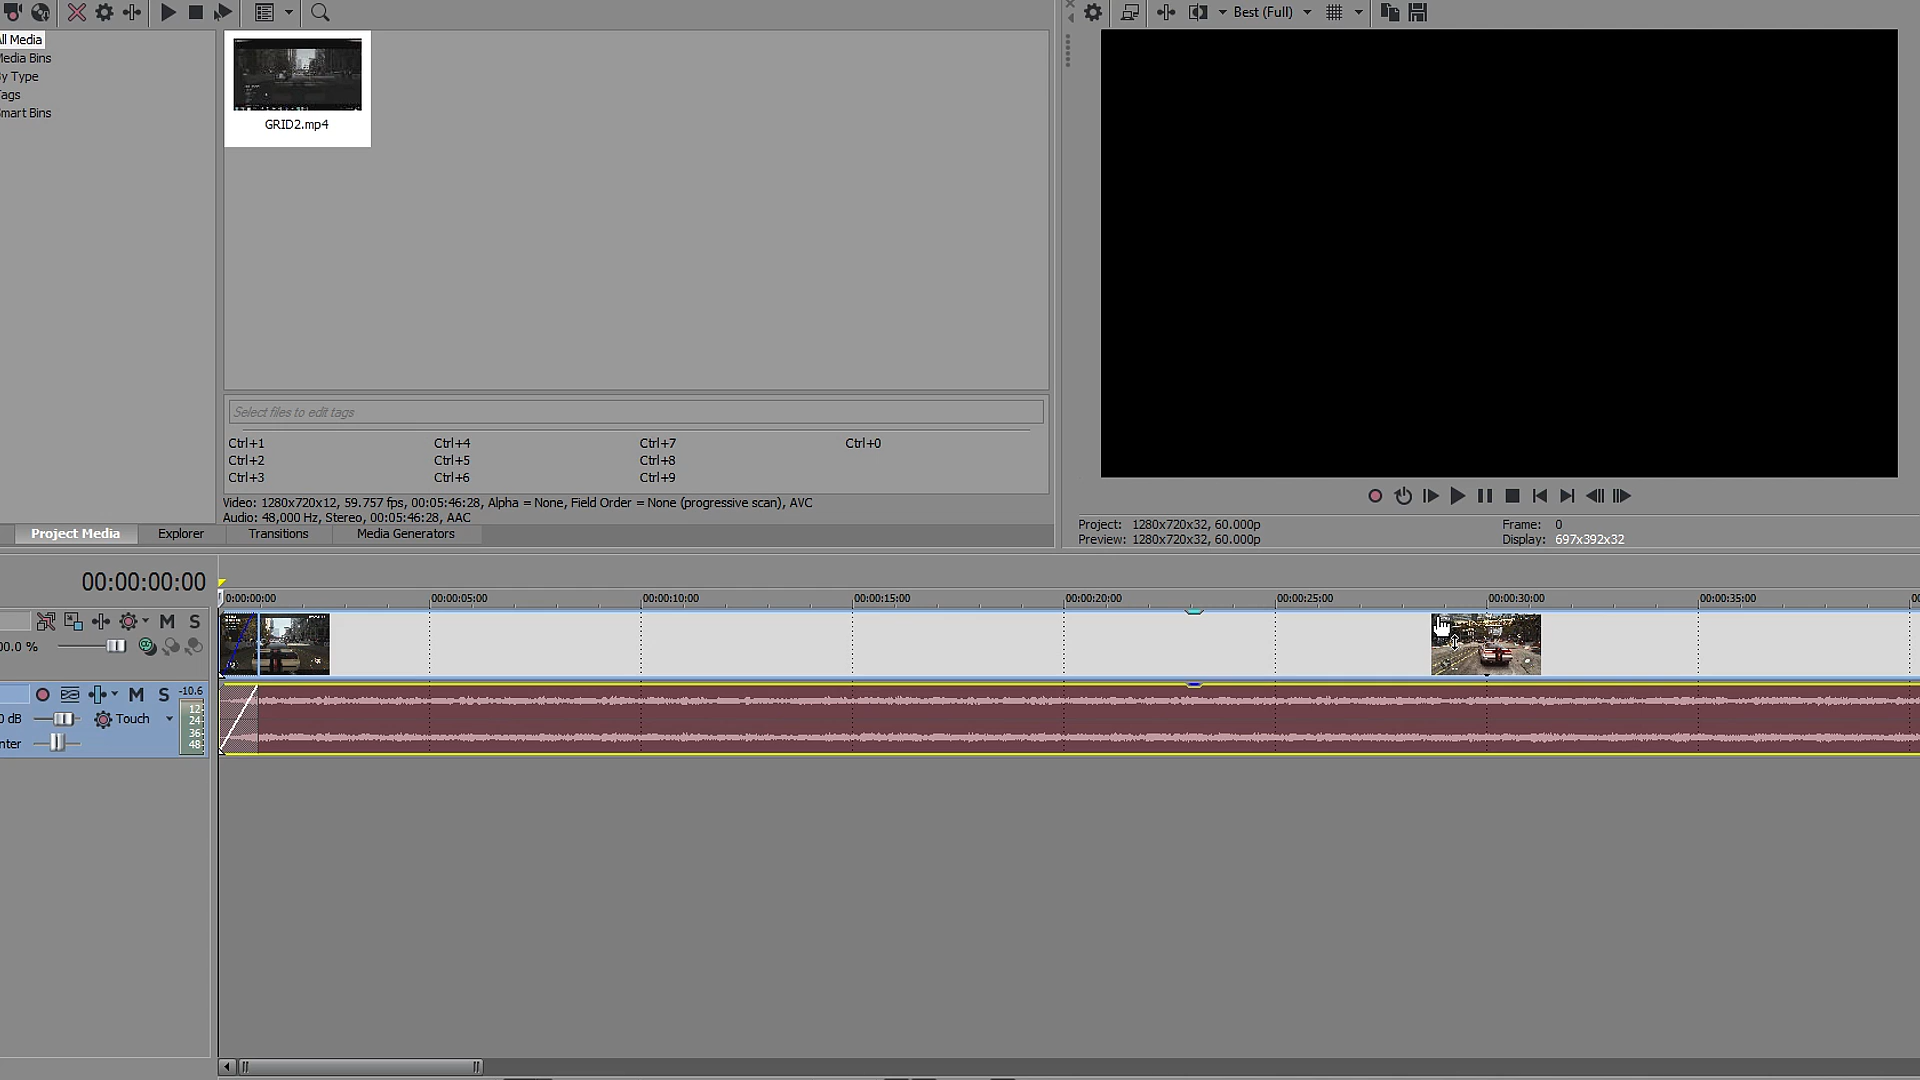 Best (Full)
ll Media
edia Bins
y Type
ags
mart Bins
GRID2.mp4
Select files to edit tags
Ctrl+1 Ctrl+4 Ctrl+7 Ctrl+0
Ctrl+2 Ctrl+5 Ctrl+8
Ctrl+3 Ctrl+6 Ctrl+9
Video: 1280x720x12, 59.757 fps, 00:05:46:28, Alpha = None, Field Order = None (progressive scan), AVC
Audio: 48,000 Hz, Stereo, 00:05:46:28, AAC
Project Media Explorer Transitions Media Generators
Project: 1280x720x32, 60.000p Frame: 0
Preview: 1280x720x32, 60.000p Display: 697x392x32
00:00:00:00
0:00:00:00 00:00:05:00 00:00:10:00 00:00:15:00 00:00:20:00 00:00:25:00 00:00:30:00 00:00:35:00 00
M S
00.0 %
M S -10.6
12
0 dB Touch 24
36
nter 48